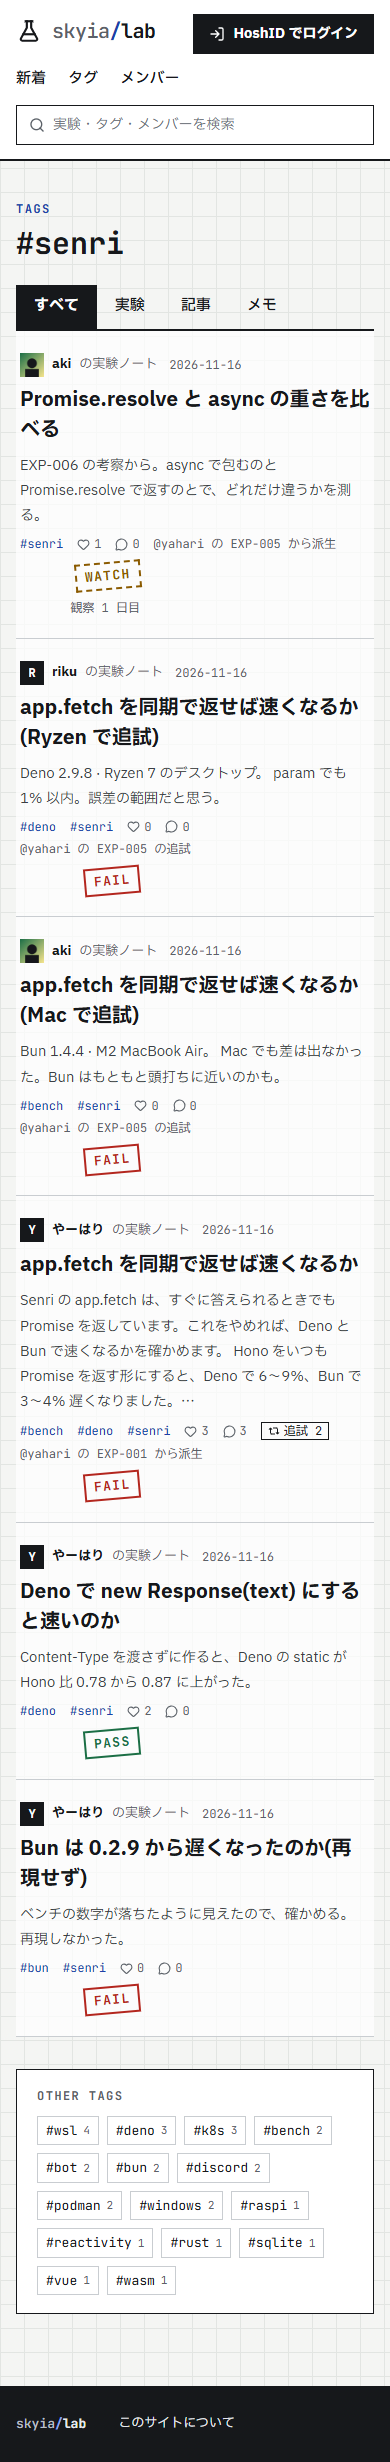 skyia/lab
HoshID でログイン
新着 タグ メンバー
実験・タグ・メンバーを検索
TAGS
#senri
すべて 実験 記事 メモ
aki の実験ノート 2026-11-16
Promise.resolve と async の重さを比
べる
EXP-006 の考察から。async で包むのと
Promise.resolve で返すのとで、どれだけ違うかを測
る。
#senri 1 0 @yahari の EXP-005 から派生
WATCH
観察 1 日目
R riku の実験ノート 2026-11-16
app.fetch を同期で返せば速くなるか
(Ryzen で追試)
Deno 2.9.8 · Ryzen 7 のデスクトップ。 param でも
1% 以内。誤差の範囲だと思う。
#deno #senri 0 0
@yahari の EXP-005 の追試
FAIL
aki の実験ノート 2026-11-16
app.fetch を同期で返せば速くなるか
(Mac で追試)
Bun 1.4.4 · M2 MacBook Air。 Mac でも差は出なかっ
た。Bun はもともと頭打ちに近いのかも。
#bench #senri 0 0
@yahari の EXP-005 の追試
FAIL
Y やーはり の実験ノート 2026-11-16
app.fetch を同期で返せば速くなるか
Senri の app.fetch は、すぐに答えられるときでも
Promise を返しています。これをやめれば、Deno と
Bun で速くなるかを確かめます。 Hono をいつも
Promise を返す形にすると、Deno で 6〜9%、Bun で
3〜4% 遅くなりました。…
#bench #deno #senri 3 3 追試 2
@yahari の EXP-001 から派生
FAIL
Y やーはり の実験ノート 2026-11-16
Deno で new Response(text) にする
と速いのか
Content-Type を渡さずに作ると、Deno の static が
Hono 比 0.78 から 0.87 に上がった。
#deno #senri 2 0
PASS
Y やーはり の実験ノート 2026-11-16
Bun は 0.2.9 から遅くなったのか(再
現せず)
ベンチの数字が落ちたように見えたので、確かめる。
再現しなかった。
#bun #senri 0 0
FAIL
OTHER TAGS
#wsl 4 #deno 3 #k8s 3 #bench 2
#bot 2 #bun 2 #discord 2
#podman 2 #windows 2 #raspi 1
#reactivity 1 #rust 1 #sqlite 1
#vue 1 #wasm 1
skyia/lab このサイトについて